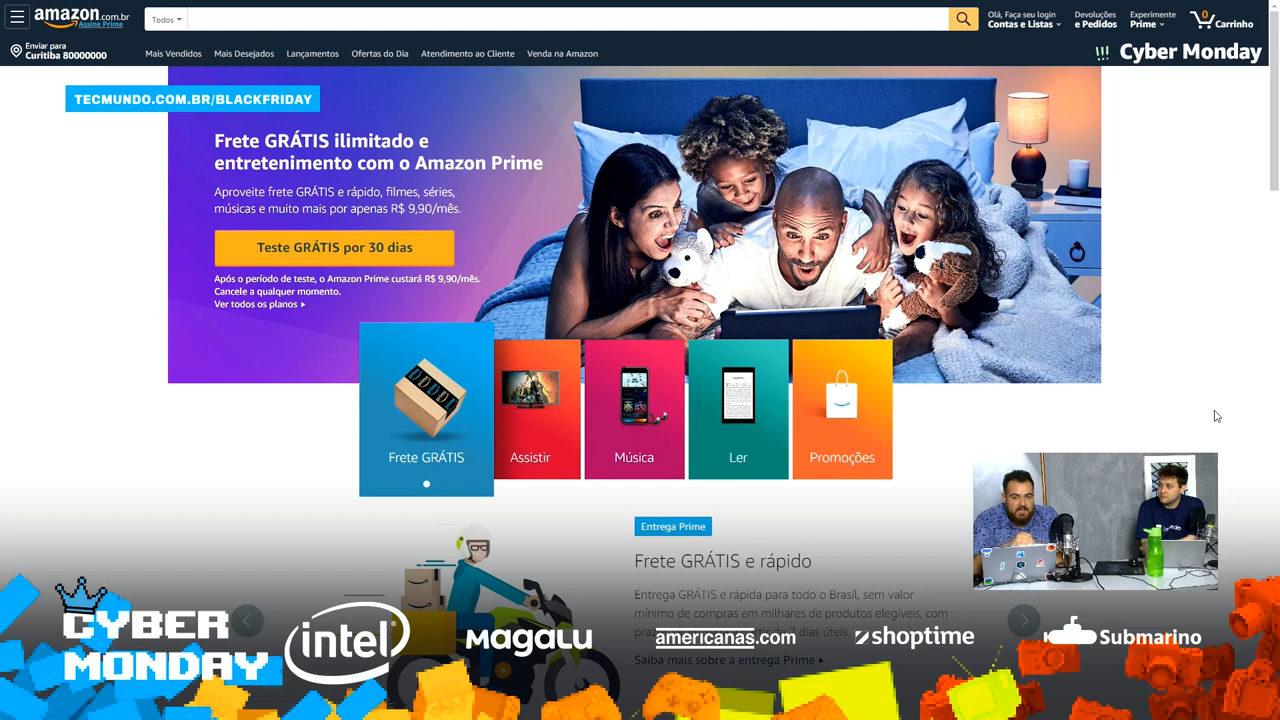 amazon.com.br
Assine Prime
Todos
Olá, Faça seu login
Contas e Listas
Devoluções
e Pedidos
Experimente
Prime
0
Carrinho
Enviar para
Curitiba 80000000
Mais Vendidos
Mais Desejados
Lançamentos
Ofertas do Dia
Atendimento ao Cliente
Venda na Amazon
Cyber Monday
TECMUNDO.COM.BR/BLACKFRIDAY
Frete GRÁTIS ilimitado e
entretenimento com o Amazon Prime
Aproveite frete GRÁTIS e rápido, filmes, séries,
músicas e muito mais por apenas R$ 9,90/mês.
Teste GRÁTIS por 30 dias
Após o período de teste, o Amazon Prime custará R$ 9,90/mês.
Cancele a qualquer momento.
Ver todos os planos
Frete GRÁTIS
Assistir
Música
Ler
Promoções
Entrega Prime
Frete GRÁTIS e rápido
Entrega GRÁTIS e rápida para todo o Brasil, sem valor
mínimo de compras em milhares de produtos elegíveis, com
dias úteis.
Saiba mais sobre a entrega Prime
CYBER
MONDAY
intel
Magalu
americanas.com
shoptime
Submarino